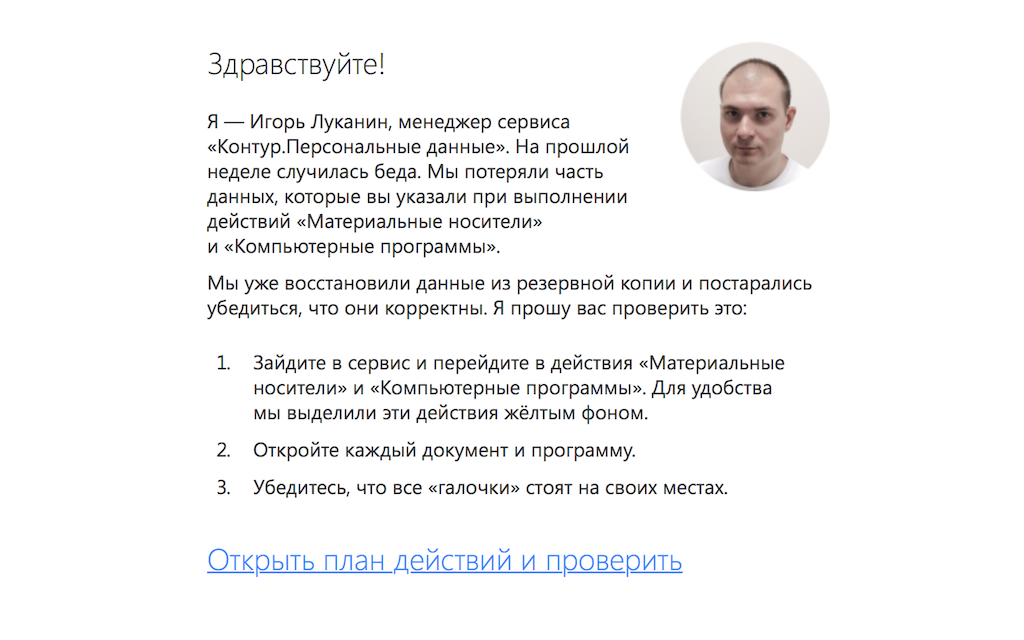 Здравствуйте!
Я — Игорь Луканин, менеджер сервиса
«Контур.Персональные данные». На прошлой
неделе случилась беда. Мы потеряли часть
данных, которые вы указали при выполнении
действий «Материальные носители»
и «Компьютерные программы».
Мы уже восстановили данные из резервной копии и постарались
убедиться, что они корректны. Я прошу вас проверить это:
1. Зайдите в сервис и перейдите в действия «Материальные
носители» и «Компьютерные программы». Для удобства
мы выделили эти действия жёлтым фоном.
2. Откройте каждый документ и программу.
3. Убедитесь, что все «галочки» стоят на своих местах.
Открыть план действий и проверить